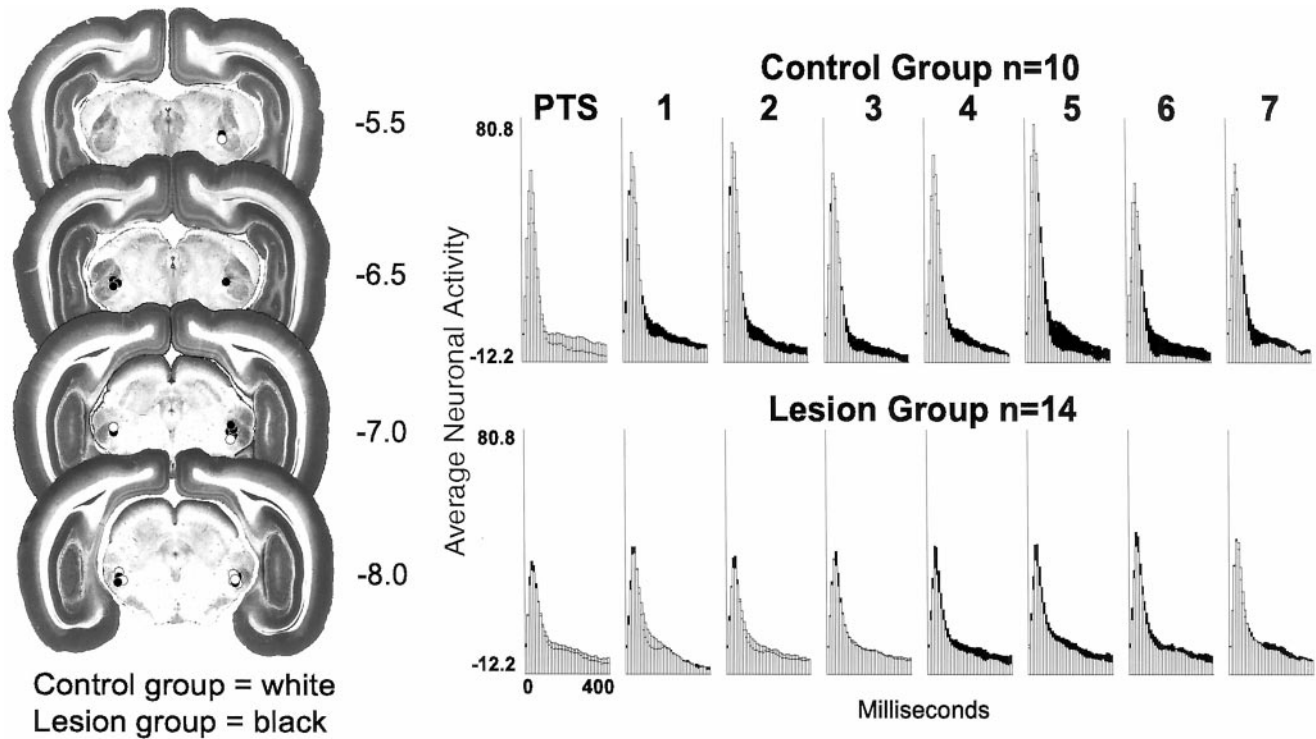 -5.5
-6.5
-7.0
-8.0
Control group = white
Lesion group = black
Control Group n=10
PTS 1 2 3 4 5 6 7
80.8
-12.2
Average Neuronal Activity
Lesion Group n=14
80.8
-12.2
0 400
Milliseconds